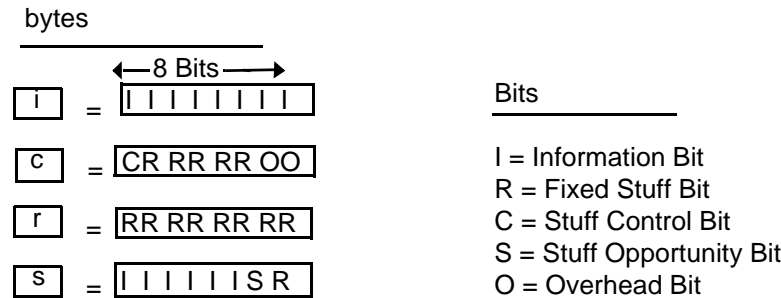 bytes
8 Bits
i = I I I I I I I I
Bits
c = CR RR RR OO
I = Information Bit
R = Fixed Stuff Bit
r = RR RR RR RR
C = Stuff Control Bit
S = Stuff Opportunity Bit
s = I I I I I I S R
O = Overhead Bit